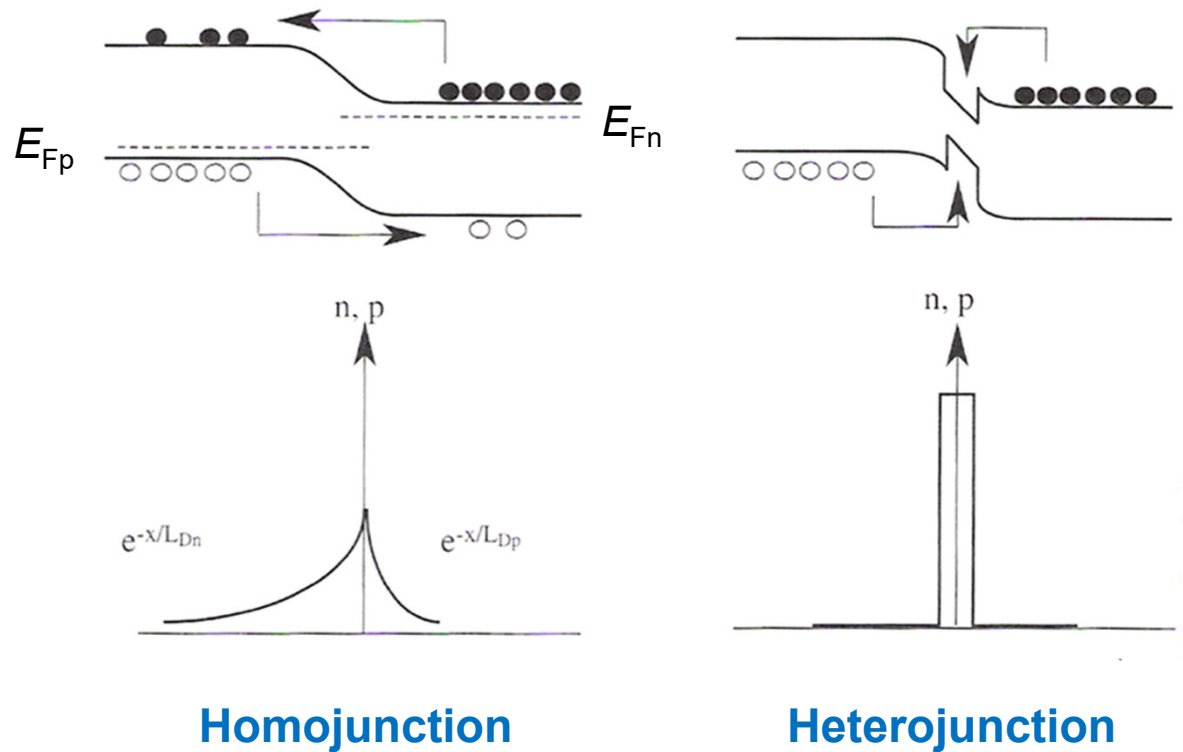 E_Fp
E_Fn
n, p
n, p
e^-x/L_Dn
e^-x/L_Dp
Homojunction
Heterojunction